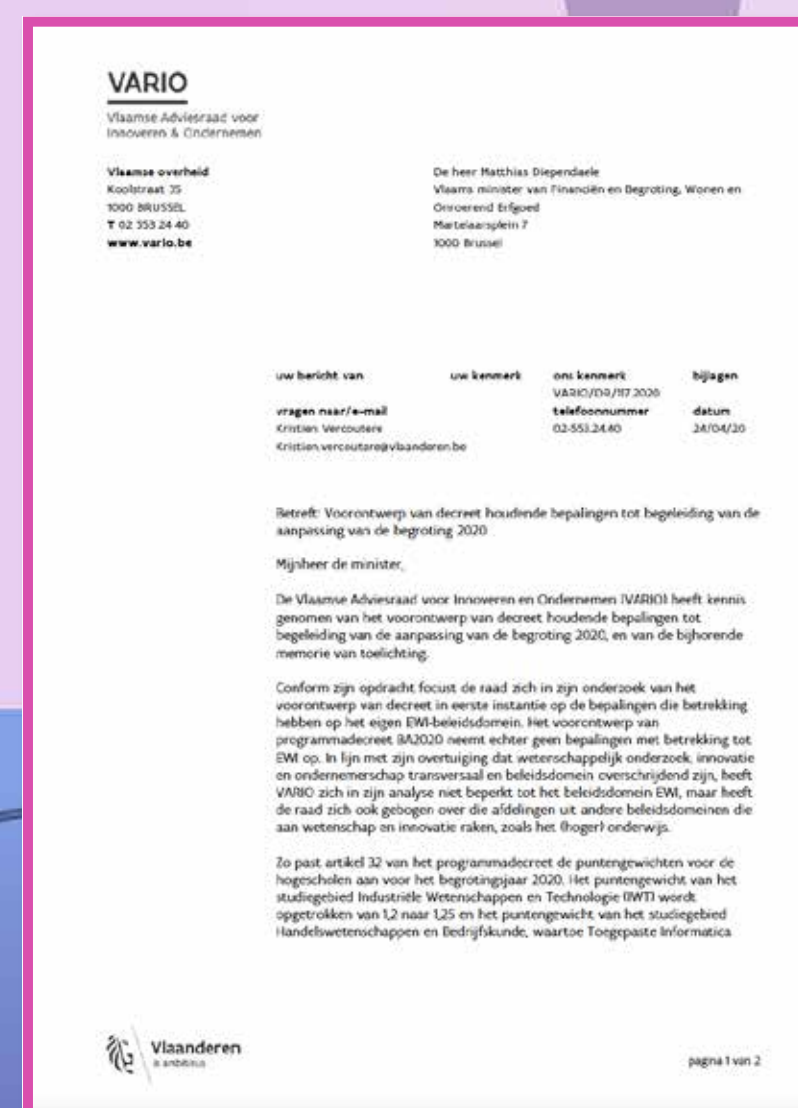 VARIO
Vlaamse Adviesraad voor
Innoveren & Ondernemen
Vlaamse overheid
Koolstraat 35
1000 BRUSSEL
T 02 553 24 40
www.vario.be
De heer Matthias Diependaele
Vlaams minister van Financiën en Begroting, Wonen en
Onroerend Erfgoed
Martelaarsplein 7
1000 Brussel
uw bericht van uw kenmerk ons kenmerk bijlagen
VARIO/DR/117.2020
vragen naar/e-mail telefoonnummer datum
Kristien Vercoutere 02-553.24.40 24/04/20
Kristien.vercoutere@vlaanderen.be
Betreft: Voorontwerp van decreet houdende bepalingen tot begeleiding van de
aanpassing van de begroting 2020
Mijnheer de minister,
De Vlaamse Adviesraad voor Innoveren en Ondernemen (VARIO) heeft kennis
genomen van het voorontwerp van decreet houdende bepalingen tot
begeleiding van de aanpassing van de begroting 2020, en van de bijhorende
memorie van toelichting.
Conform zijn opdracht focust de raad zich in zijn onderzoek van het
voorontwerp van decreet in eerste instantie op de bepalingen die betrekking
hebben op het eigen EWI-beleidsdomein. Het voorontwerp van
programmadecreet BA2020 neemt echter geen bepalingen met betrekking tot
EWI op. In lijn met zijn overtuiging dat wetenschappelijk onderzoek, innovatie
en ondernemerschap transversaal en beleidsdomein overschrijdend zijn, heeft
VARIO zich in zijn analyse niet beperkt tot het beleidsdomein EWI, maar heeft
de raad zich ook gebogen over die afdelingen uit andere beleidsdomeinen die
aan wetenschap en innovatie raken, zoals het (hoger) onderwijs.
Zo past artikel 32 van het programmadecreet de puntengewichten voor de
hogescholen aan voor het begrotingsjaar 2020. Het puntengewicht van het
studiegebied Industriële Wetenschappen en Technologie (IWT) wordt
opgetrokken van 1,2 naar 1,25 en het puntengewicht van het studiegebied
Handelswetenschappen en Bedrijfskunde, waartoe Toegepaste Informatica
Vlaanderen
is ambitieus
pagina 1 van 2